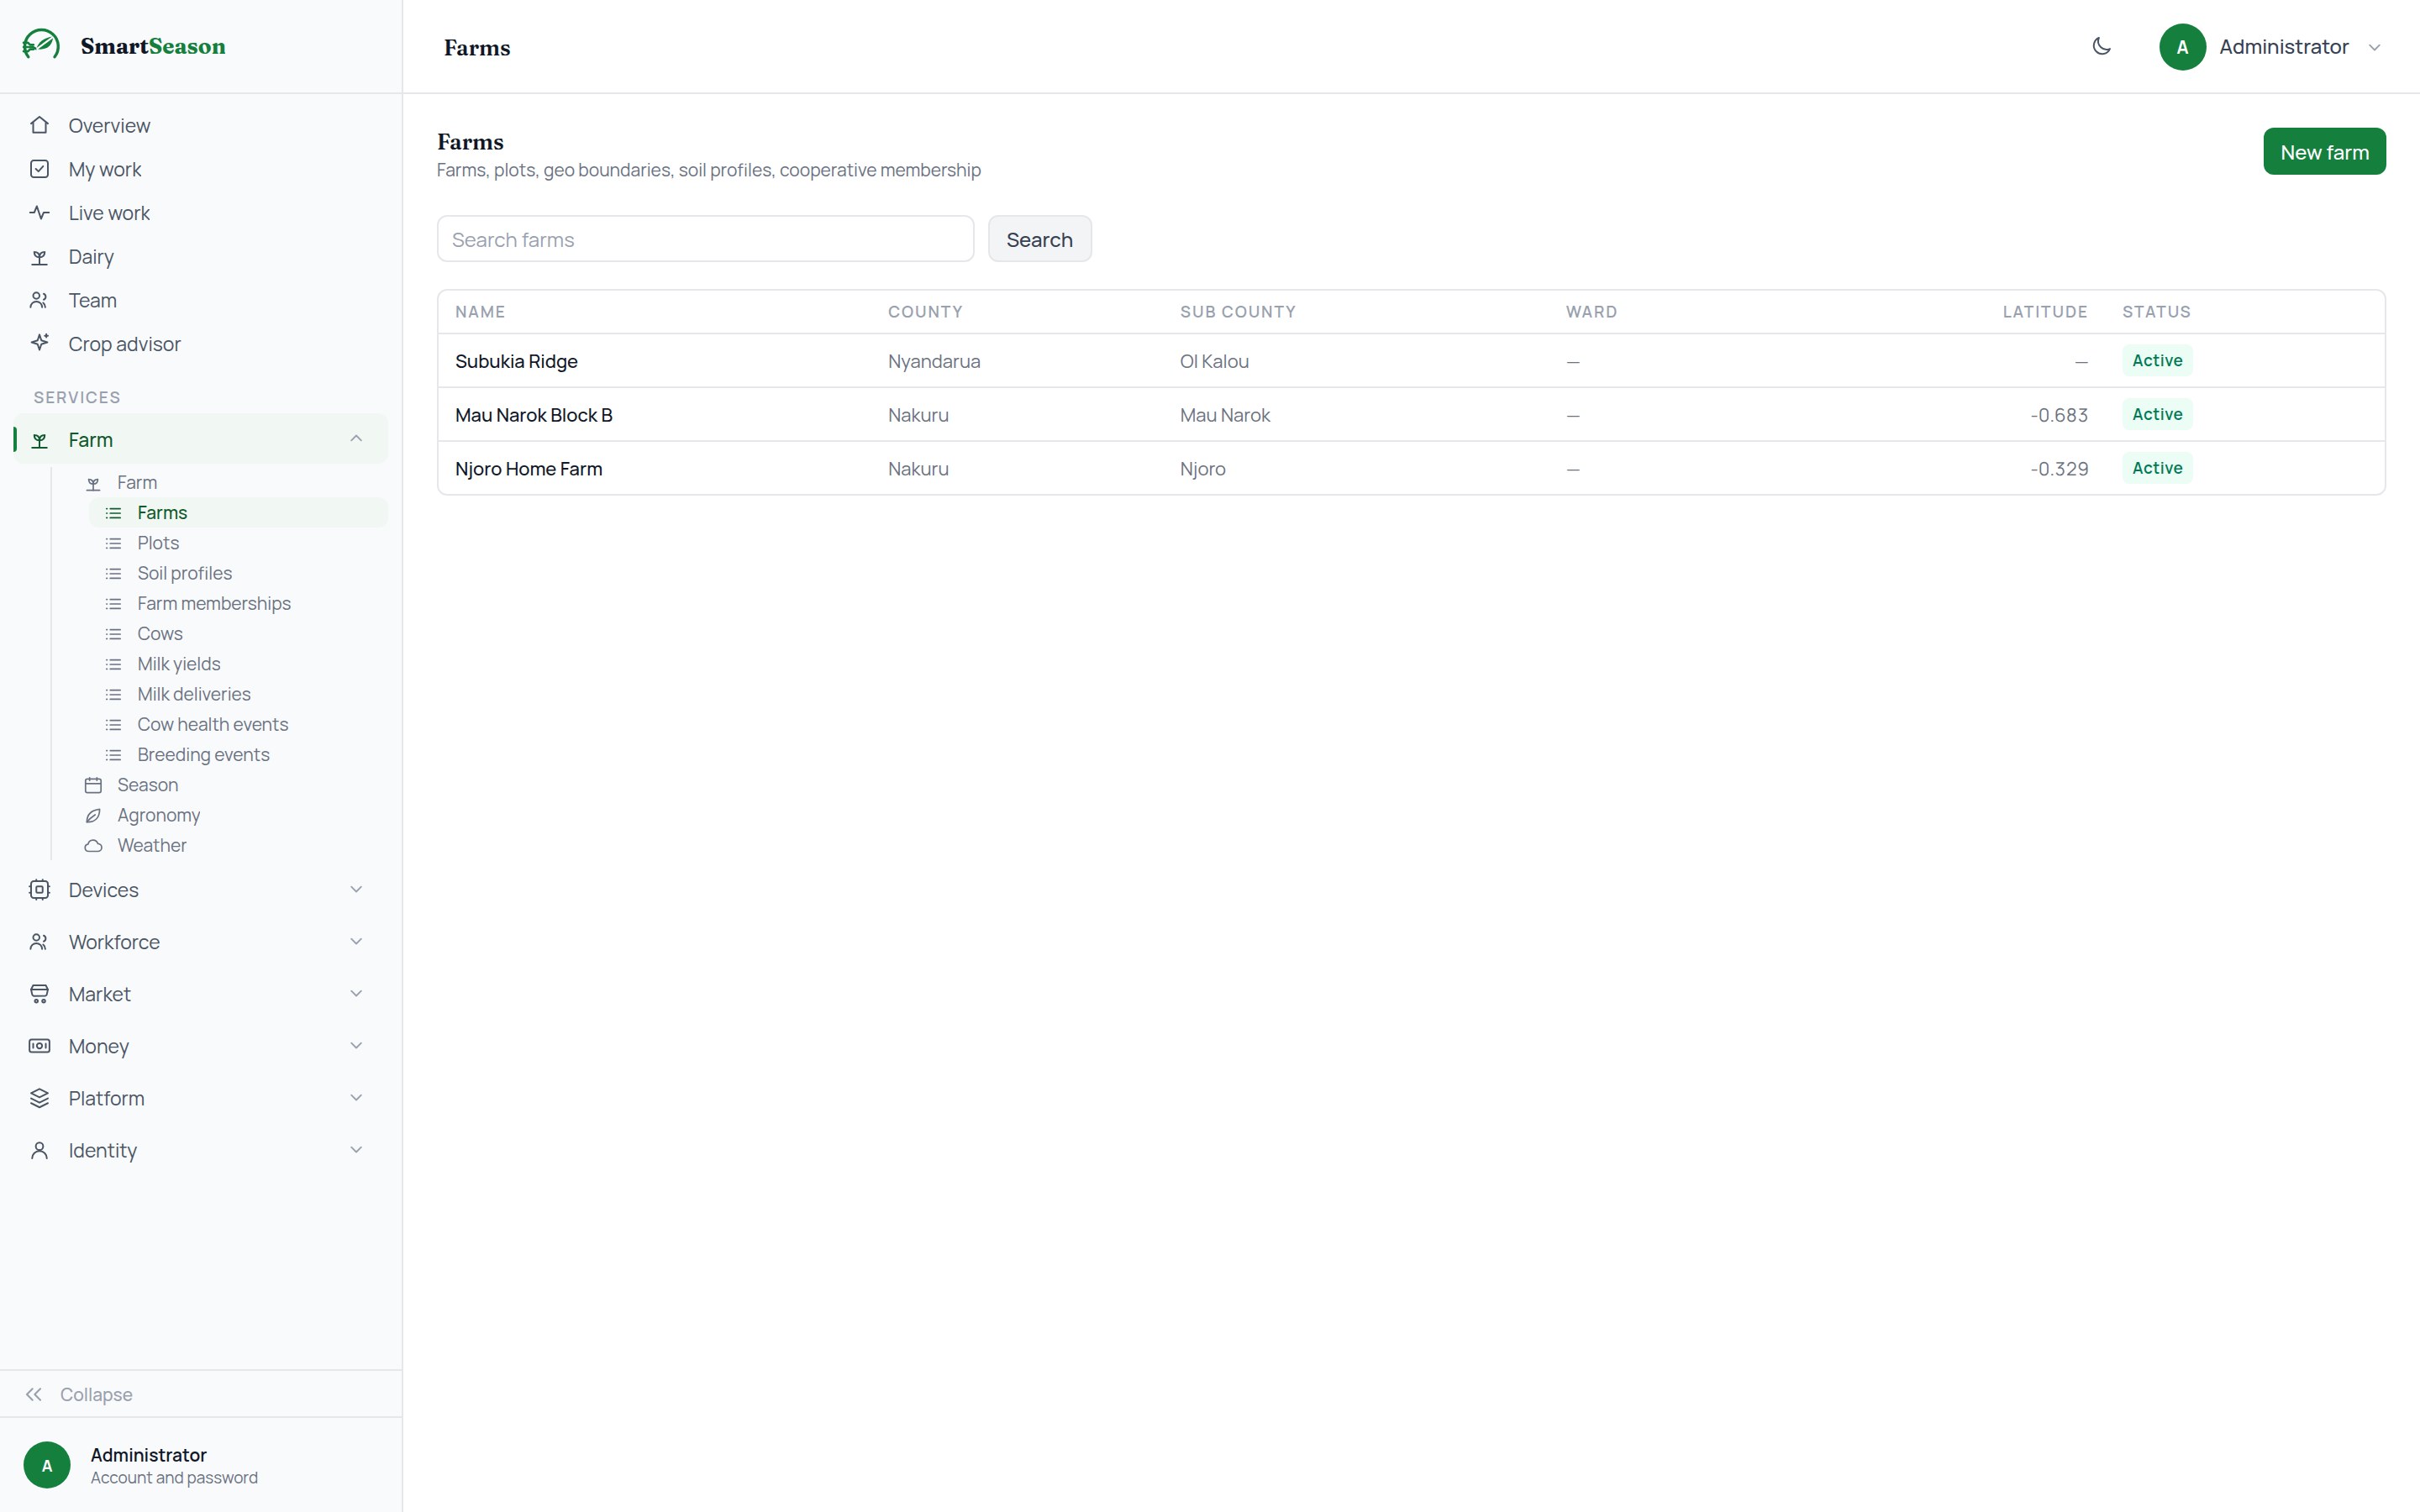 SmartSeason
Farms
A Administrator
Overview
My work
Live work
Dairy
Team
Crop advisor
SERVICES
Farm
Farm
Farms
Plots
Soil profiles
Farm memberships
Cows
Milk yields
Milk deliveries
Cow health events
Breeding events
Season
Agronomy
Weather
Devices
Workforce
Market
Money
Platform
Identity
Collapse
A Administrator
Account and password
Farms
Farms, plots, geo boundaries, soil profiles, cooperative membership
New farm
Search farms Search
NAME COUNTY SUB COUNTY WARD LATITUDE STATUS
Subukia Ridge Nyandarua Ol Kalou — — Active
Mau Narok Block B Nakuru Mau Narok — -0.683 Active
Njoro Home Farm Nakuru Njoro — -0.329 Active